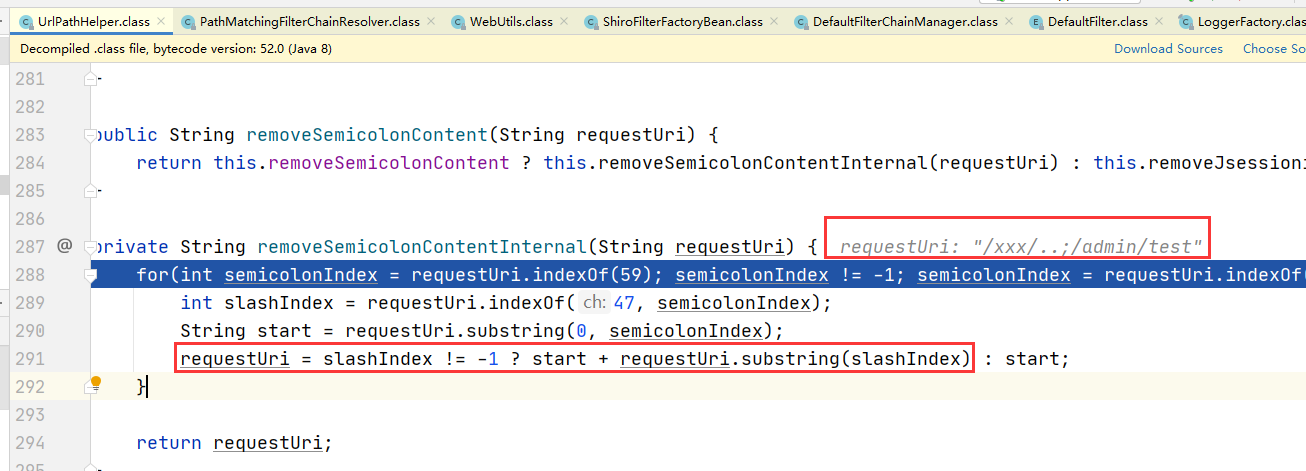 UrlPathHelper.class PathMatchingFilterChainResolver.class WebUtils.class ShiroFilterFactoryBean.class DefaultFilterChainManager.class DefaultFilter.class LoggerFactory.clas
Decompiled .class file, bytecode version: 52.0 (Java 8) Download Sources Choose So
281
282
283 public String removeSemicolonContent(String requestUri) {
284 return this.removeSemicolonContent ? this.removeSemicolonContentInternal(requestUri) : this.removeJsessioni
285
286
287 @ private String removeSemicolonContentInternal(String requestUri) { requestUri: "/xxx/..;/admin/test"
288 for(int semicolonIndex = requestUri.indexOf(59); semicolonIndex != -1; semicolonIndex = requestUri.indexOf(
289 int slashIndex = requestUri.indexOf( ch: 47, semicolonIndex);
290 String start = requestUri.substring(0, semicolonIndex);
291 requestUri = slashIndex != -1 ? start + requestUri.substring(slashIndex) : start;
292 }
293
294 return requestUri;
295